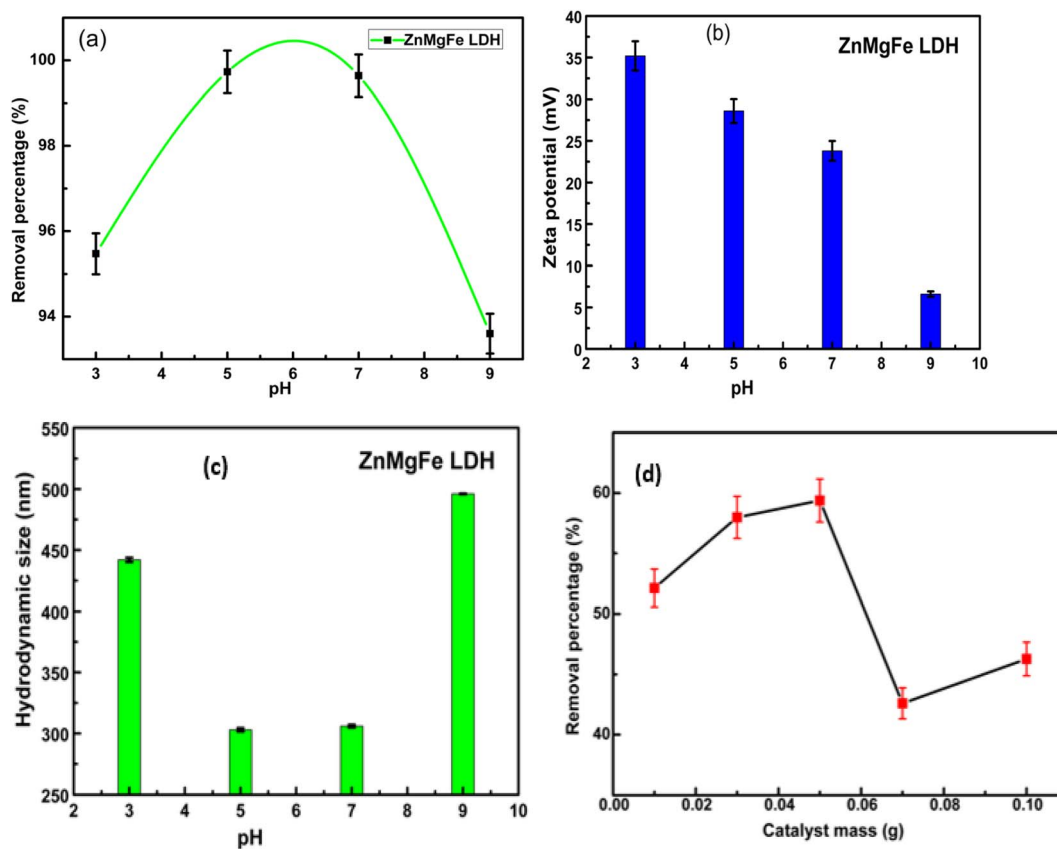 (a)
ZnMgFe LDH
Removal percentage (%)
100
98
96
94
3 4 5 6 7 8 9
pH
(b)
ZnMgFe LDH
Zeta potential (mV)
40
35
30
25
20
15
10
5
0
2 3 4 5 6 7 8 9 10
pH
(c)
ZnMgFe LDH
Hydrodynamic size (nm)
550
500
450
400
350
300
250
2 3 4 5 6 7 8 9 10
pH
(d)
Removal percentage (%)
60
50
40
0.00 0.02 0.04 0.06 0.08 0.10
Catalyst mass (g)